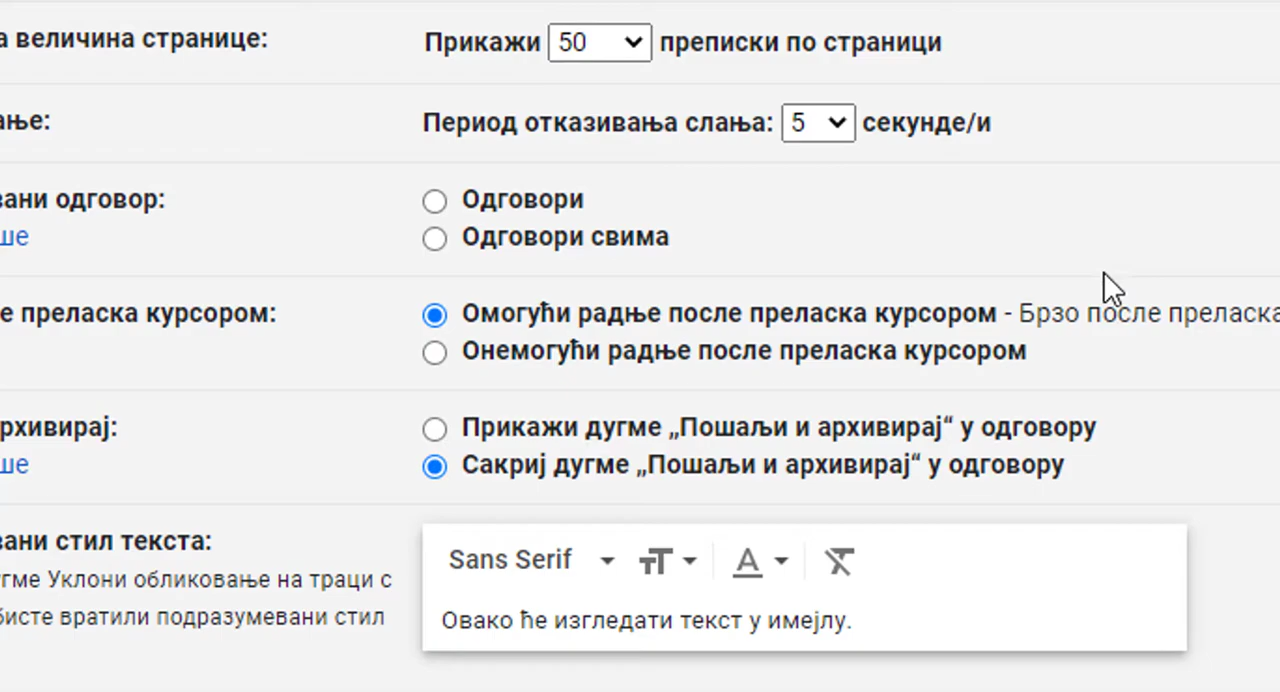 а величина странице: Прикажи 50 преписки по страници
ање: Период отказивања слања: 5 секунде/и
вани одговор: Одговори
ше Одговори свима
е преласка курсором: Омогући радње после преласка курсором - Брзо после преласка
Онемогући радње после преласка курсором
рхивирај: Прикажи дугме „Пошаљи и архивирај“ у одговору
ше Сакриј дугме „Пошаљи и архивирај“ у одговору
вани стил текста: Sans Serif
гме Уклони обликовање на траци с
бисте вратили подразумевани стил Овако ће изгледати текст у имејлу.